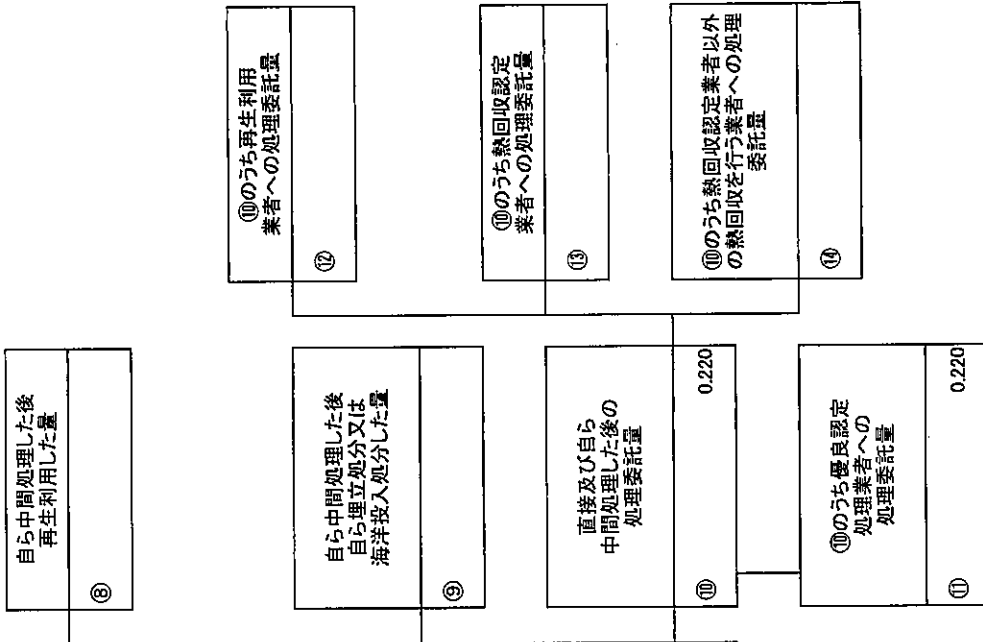 自ら中間処理した後
再生利用した量
⑧
自ら中間処理した後
自ら埋立処分又は
海洋投入処分した量
⑨
直接及び自ら
中間処理した後の
処理委託量
⑩ 0.220
⑩のうち優良認定
処理業者への
処理委託量
⑪ 0.220
⑩のうち再生利用
業者への処理委託量
⑫
⑩のうち熱回収認定
業者への処理委託量
⑬
⑩のうち熱回収認定業者以外
の熱回収を行う業者への処理
委託量
⑭